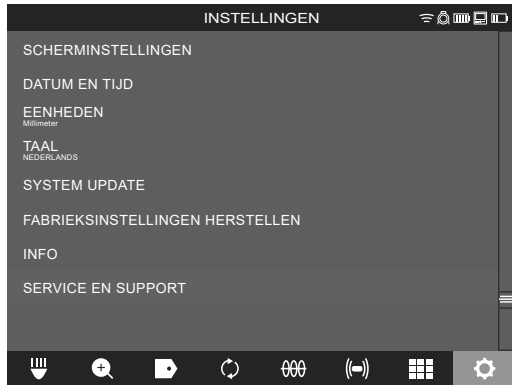 INSTELLINGEN
SCHERMINSTELLINGEN
DATUM EN TIJD
EENHEDEN
Millimeter
TAAL
NEDERLANDS
SYSTEM UPDATE
FABRIEKSINSTELLINGEN HERSTELLEN
INFO
SERVICE EN SUPPORT